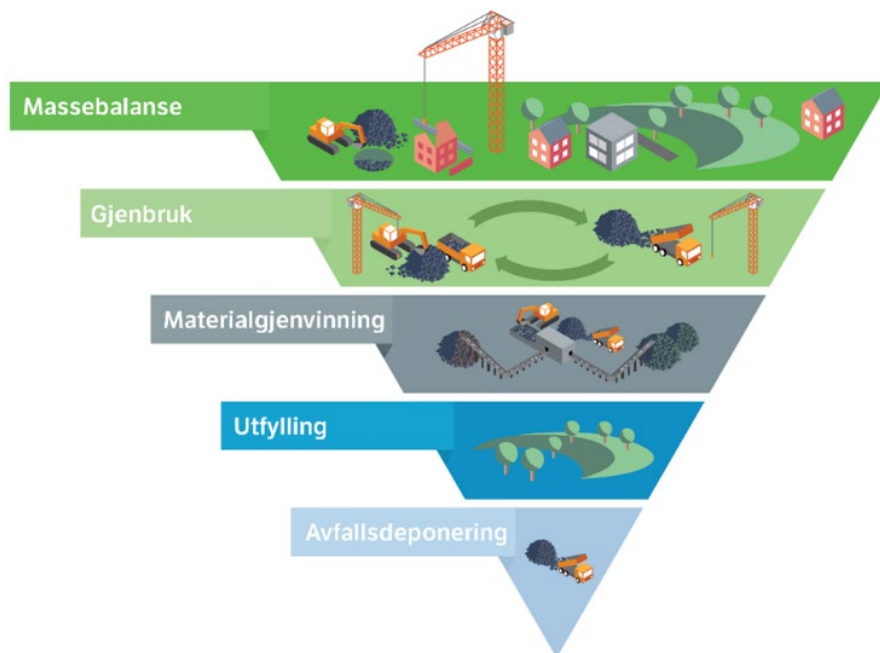 Massebalanse
Gjenbruk
Materialgjenvinning
Utfylling
Avfallsdeponering